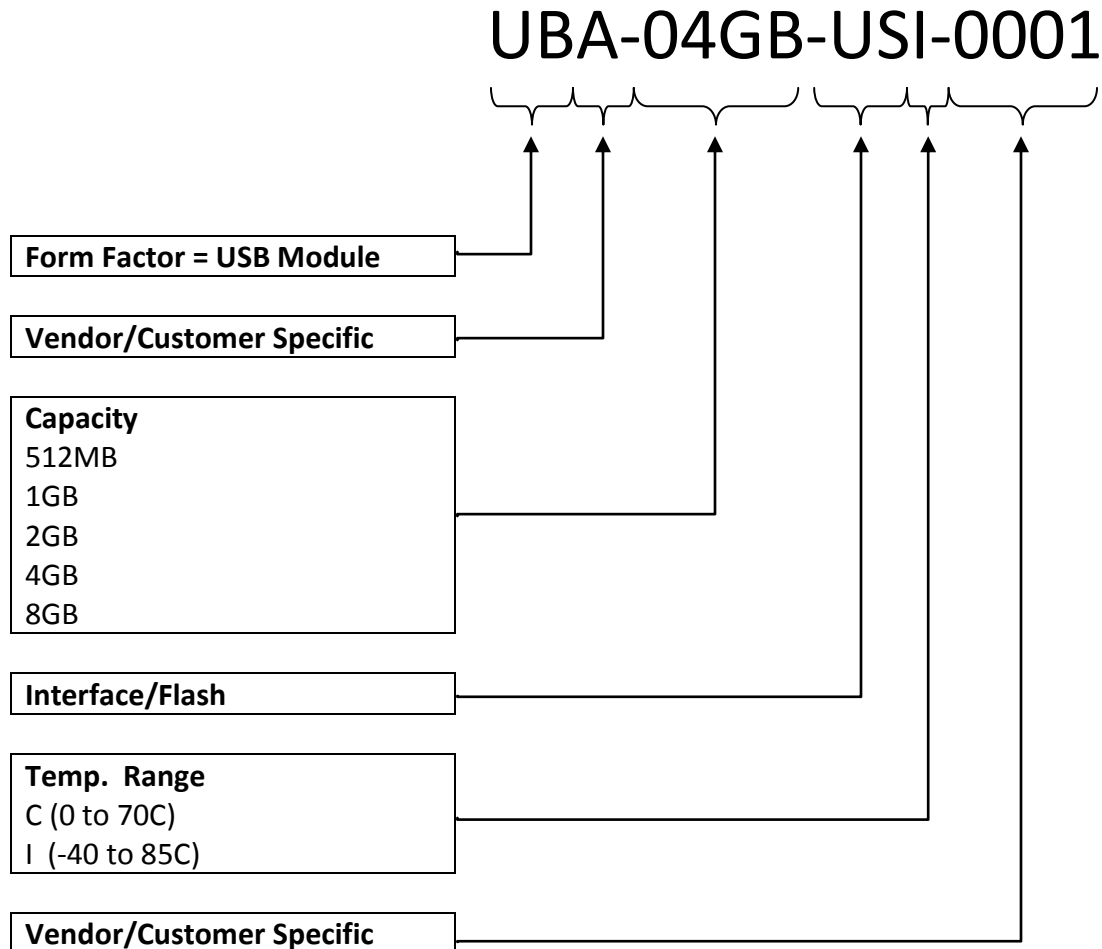 UBA-04GB-USI-0001
Form Factor = USB Module
Vendor/Customer Specific
Capacity
512MB
1GB
2GB
4GB
8GB
Interface/Flash
Temp. Range
C (0 to 70C)
I (-40 to 85C)
Vendor/Customer Specific